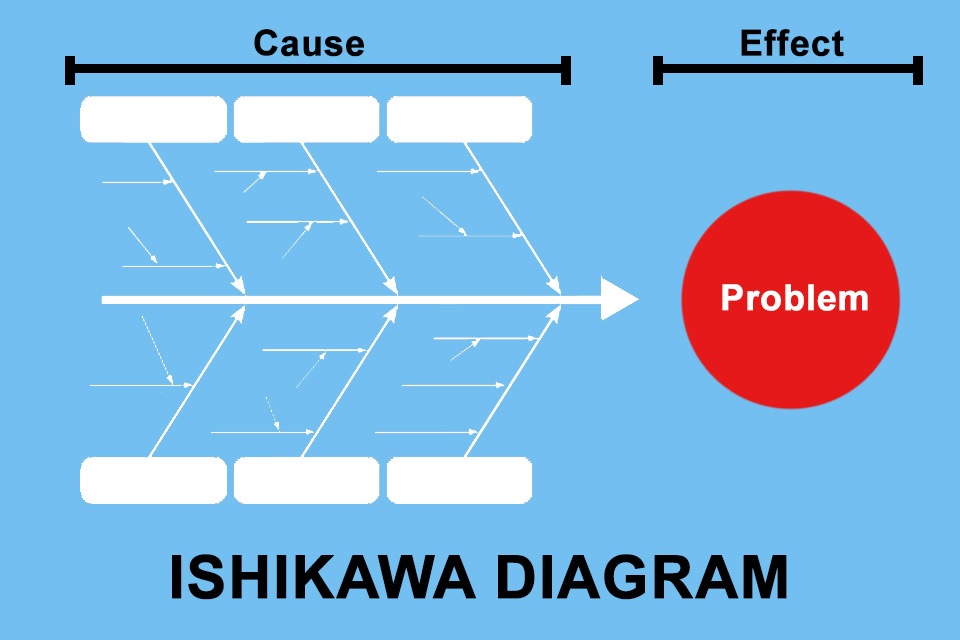 Cause
Effect
Problem
ISHIKAWA DIAGRAM